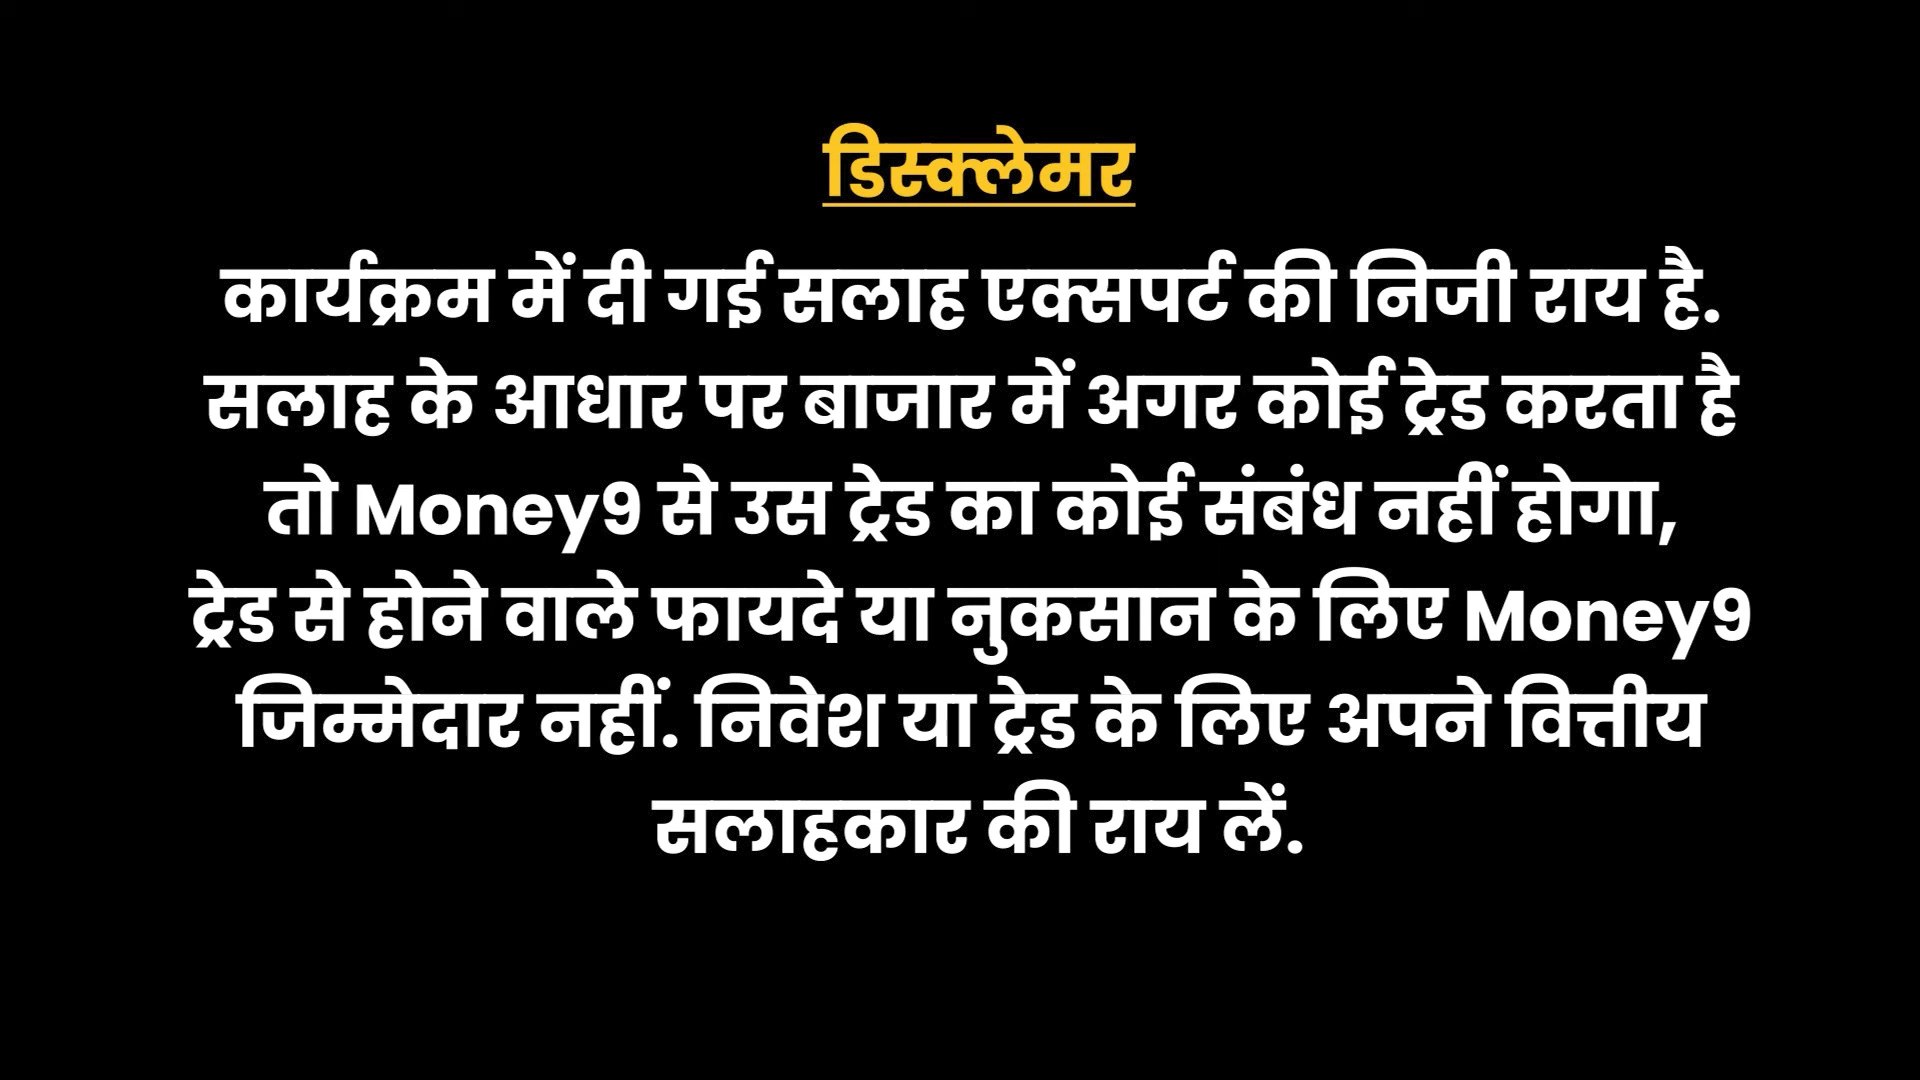 डिस्क्लेमर
कार्यक्रम में दी गई सलाह एक्सपर्ट की निजी राय है.
सलाह के आधार पर बाजार में अगर कोई ट्रेड करता है
तो Money9 से उस ट्रेड का कोई संबंध नहीं होगा,
ट्रेड से होने वाले फायदे या नुकसान के लिए Money9
जिम्मेदार नहीं. निवेश या ट्रेड के लिए अपने वित्तीय
सलाहकार की राय लें.